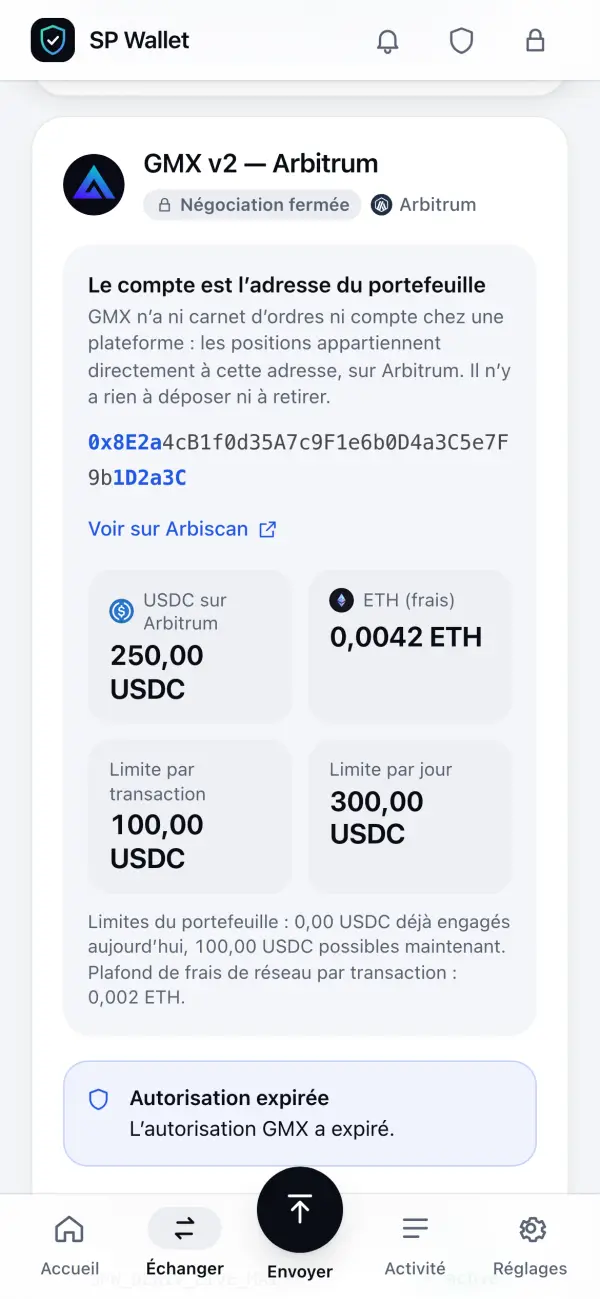 SP Wallet
GMX v2 — Arbitrum
Négociation fermée
Arbitrum
Le compte est l’adresse du portefeuille
GMX n’a ni carnet d’ordres ni compte chez une
plateforme : les positions appartiennent
directement à cette adresse, sur Arbitrum. Il n’y
a rien à déposer ni à retirer.
0x8E2a4cB1f0d35A7c9F1e6b0D4a3C5e7F
9b1D2a3C
Voir sur Arbiscan
USDC sur
Arbitrum
250,00
USDC
ETH (frais)
0,0042 ETH
Limite par
transaction
100,00
USDC
Limite par jour
300,00
USDC
Limites du portefeuille : 0,00 USDC déjà engagés
aujourd’hui, 100,00 USDC possibles maintenant.
Plafond de frais de réseau par transaction :
0,002 ETH.
Autorisation expirée
L’autorisation GMX a expiré.
Accueil
Échanger
Envoyer
Activité
Réglages